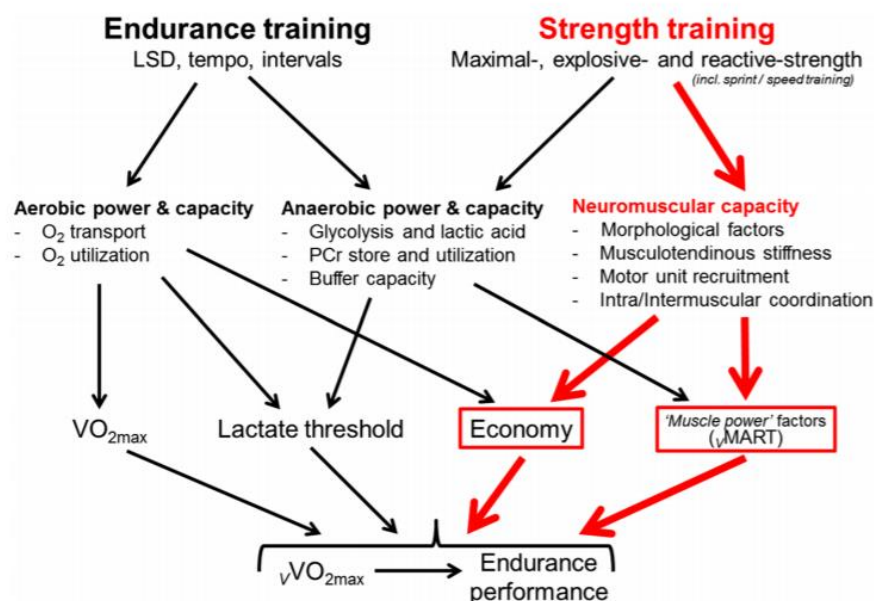 Endurance training
LSD, tempo, intervals
Strength training
Maximal-, explosive- and reactive-strength
(incl. sprint / speed training)
Aerobic power & capacity
- O₂ transport
- O₂ utilization
Anaerobic power & capacity
- Glycolysis and lactic acid
- PCr store and utilization
- Buffer capacity
Neuromuscular capacity
- Morphological factors
- Musculotendinous stiffness
- Motor unit recruitment
- Intra/Intermuscular coordination
VO₂max
Lactate threshold
Economy
'Muscle power' factors
(vMART)
vVO₂max
Endurance
performance